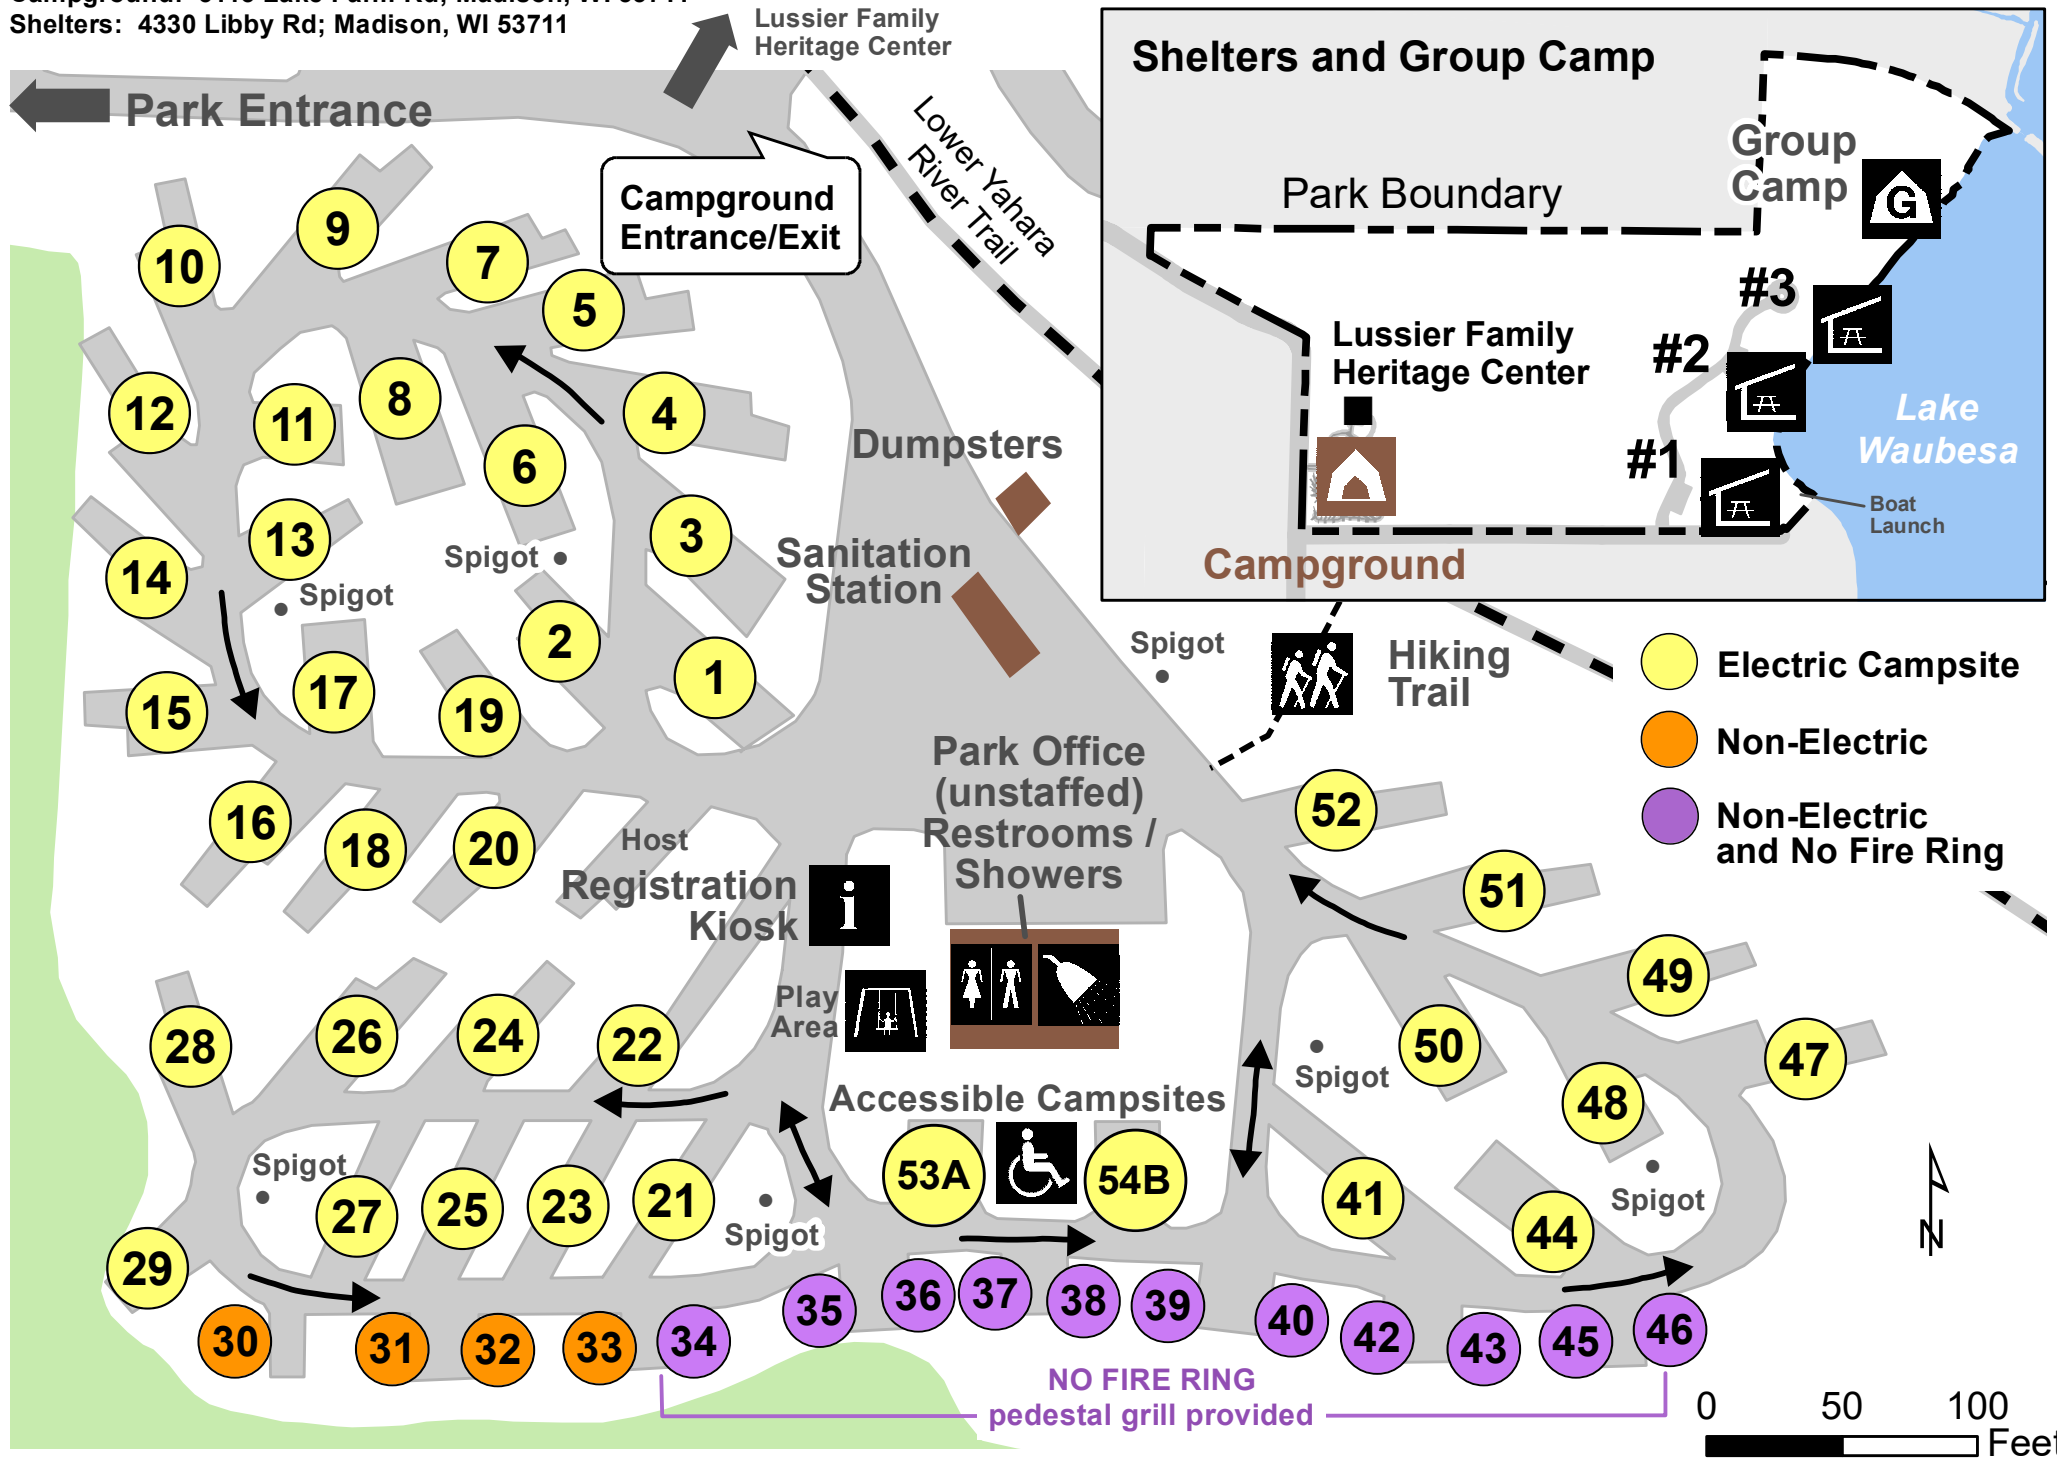 Shelters: 4330 Libby Rd; Madison, WI 53711
Lussier Family
Heritage Center
Park Entrance
Campground
Entrance/Exit
Lower Yahara
River Trail
Shelters and Group Camp
Group
Camp
G
Park Boundary
#3
#2
#1
Lussier Family
Heritage Center
Lake
Waubesa
Boat
Launch
Campground
9
10
7
5
12
11
8
4
6
13
3
14
Spigot
Spigot
2
1
17
15
19
16
18
20
Dumpsters
Sanitation
Station
Spigot
Hiking
Trail
Electric Campsite
Non-Electric
Non-Electric
and No Fire Ring
Park Office
(unstaffed)
Restrooms /
Showers
Host
Registration
Kiosk
i
Play
Area
52
51
49
47
50
48
Spigot
Spigot
28
26
24
22
Accessible Campsites
53A
54B
Spigot
27
25
23
21
Spigot
41
44
29
30
31
32
33
34
35
36
37
38
39
40
42
43
45
46
NO FIRE RING
pedestal grill provided
N
0 50 100
Feet